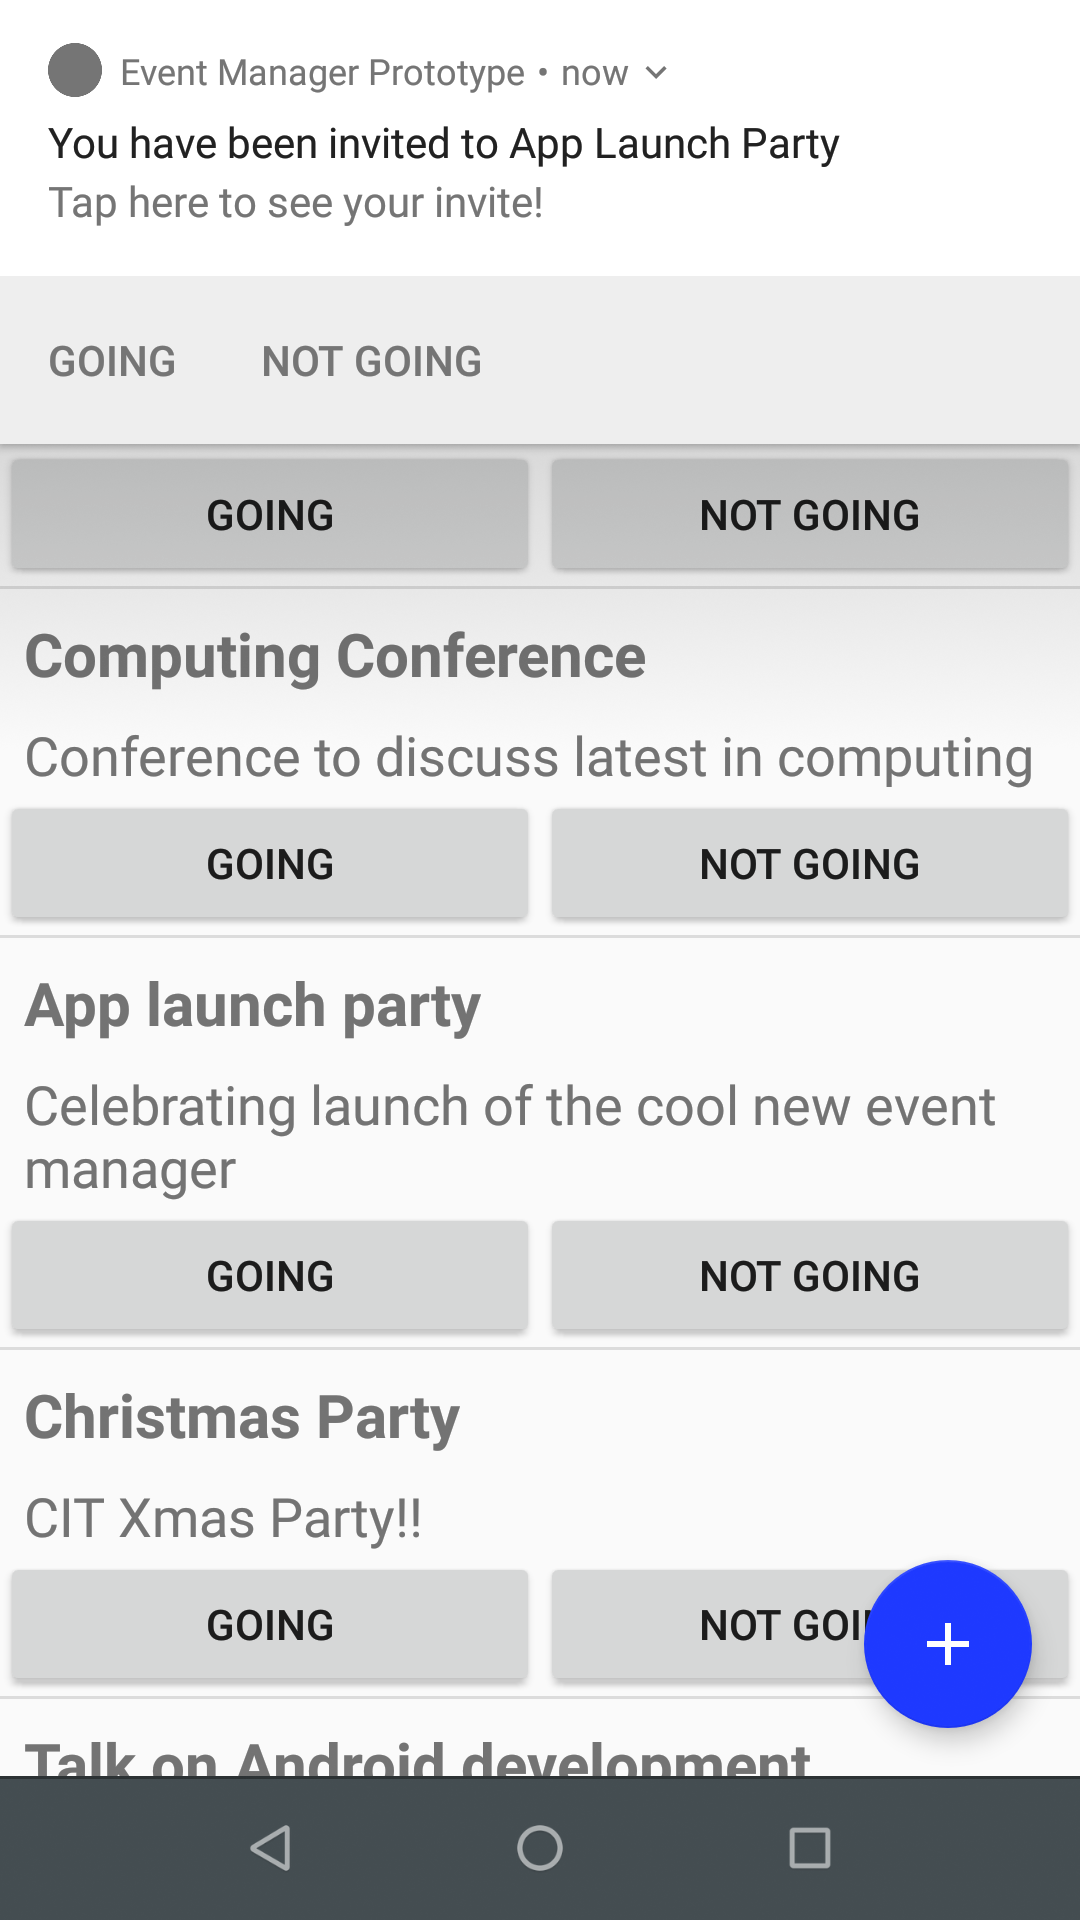 Event Manager Prototype • now
You have been invited to App Launch Party
Tap here to see your invite!
GOING NOT GOING
GOING NOT GOING
Computing Conference
Conference to discuss latest in computing
GOING NOT GOING
App launch party
Celebrating launch of the cool new event
manager
GOING NOT GOING
Christmas Party
CIT Xmas Party!!
GOING NOT GOI
Talk on Android development